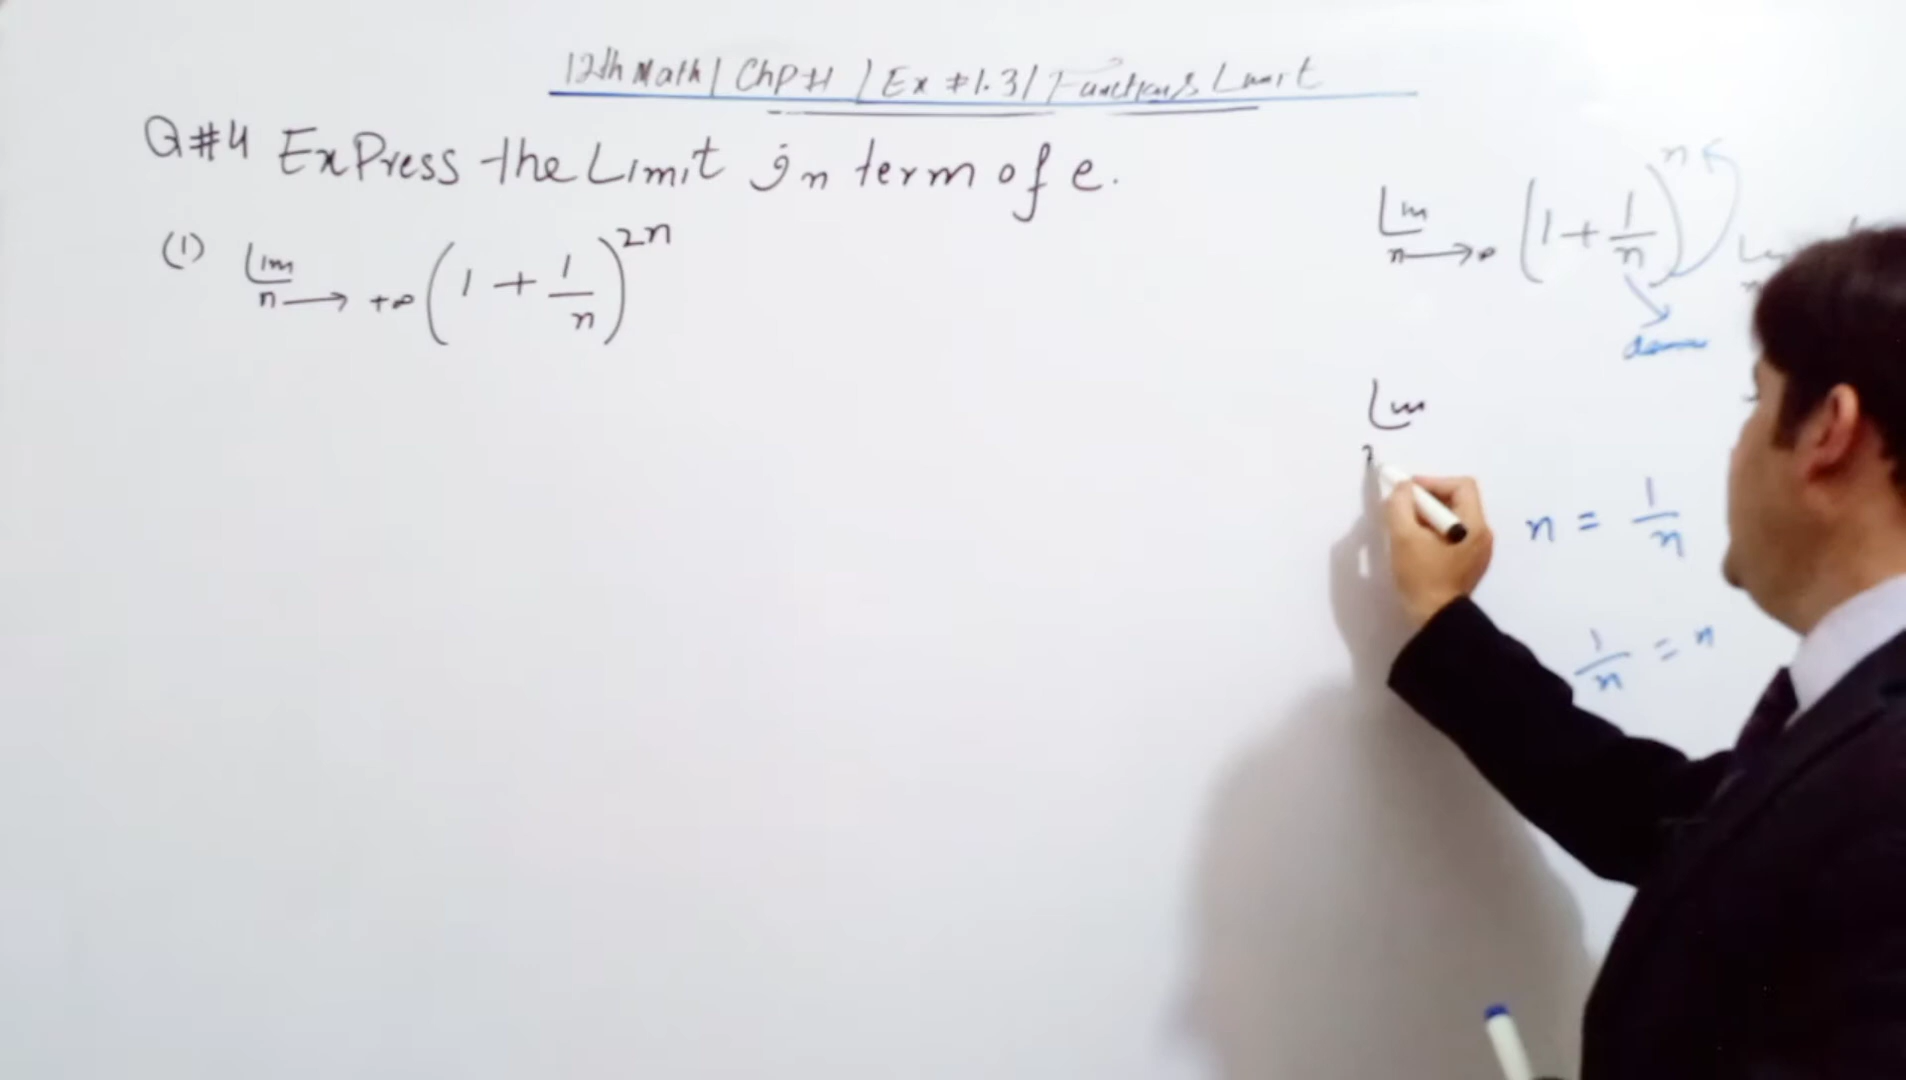 12th Math / ChP#1 / Ex #1.3 / Functions Limit
Q#4 ExPress the Limit in term of e.
(1) Lim n → +∞ (1 + 1/n)^2n
Lim n → ∞ (1 + 1/n)^n
Lim
n = 1/n
1/n = n